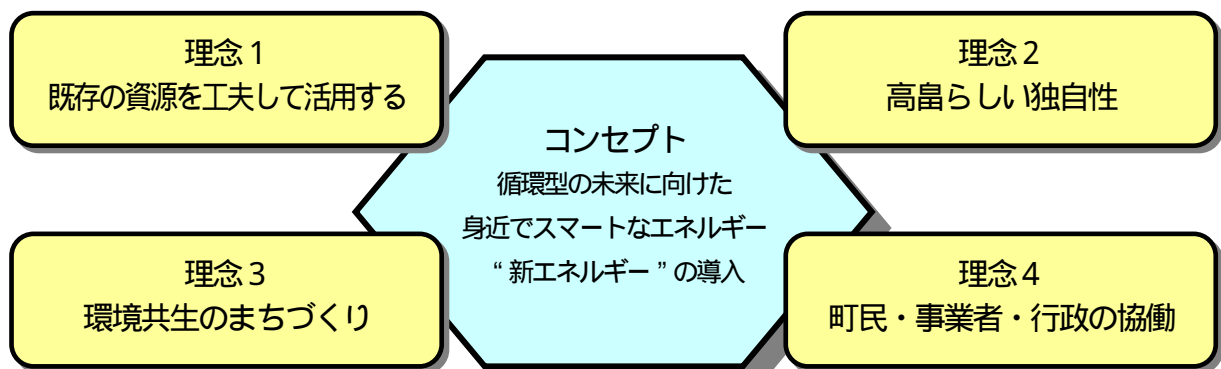 理念1
既存の資源を工夫して活用する
理念2
高畠らしい独自性
コンセプト
循環型の未来に向けた
身近でスマートなエネルギー
“新エネルギー”の導入
理念3
環境共生のまちづくり
理念4
町民・事業者・行政の協働